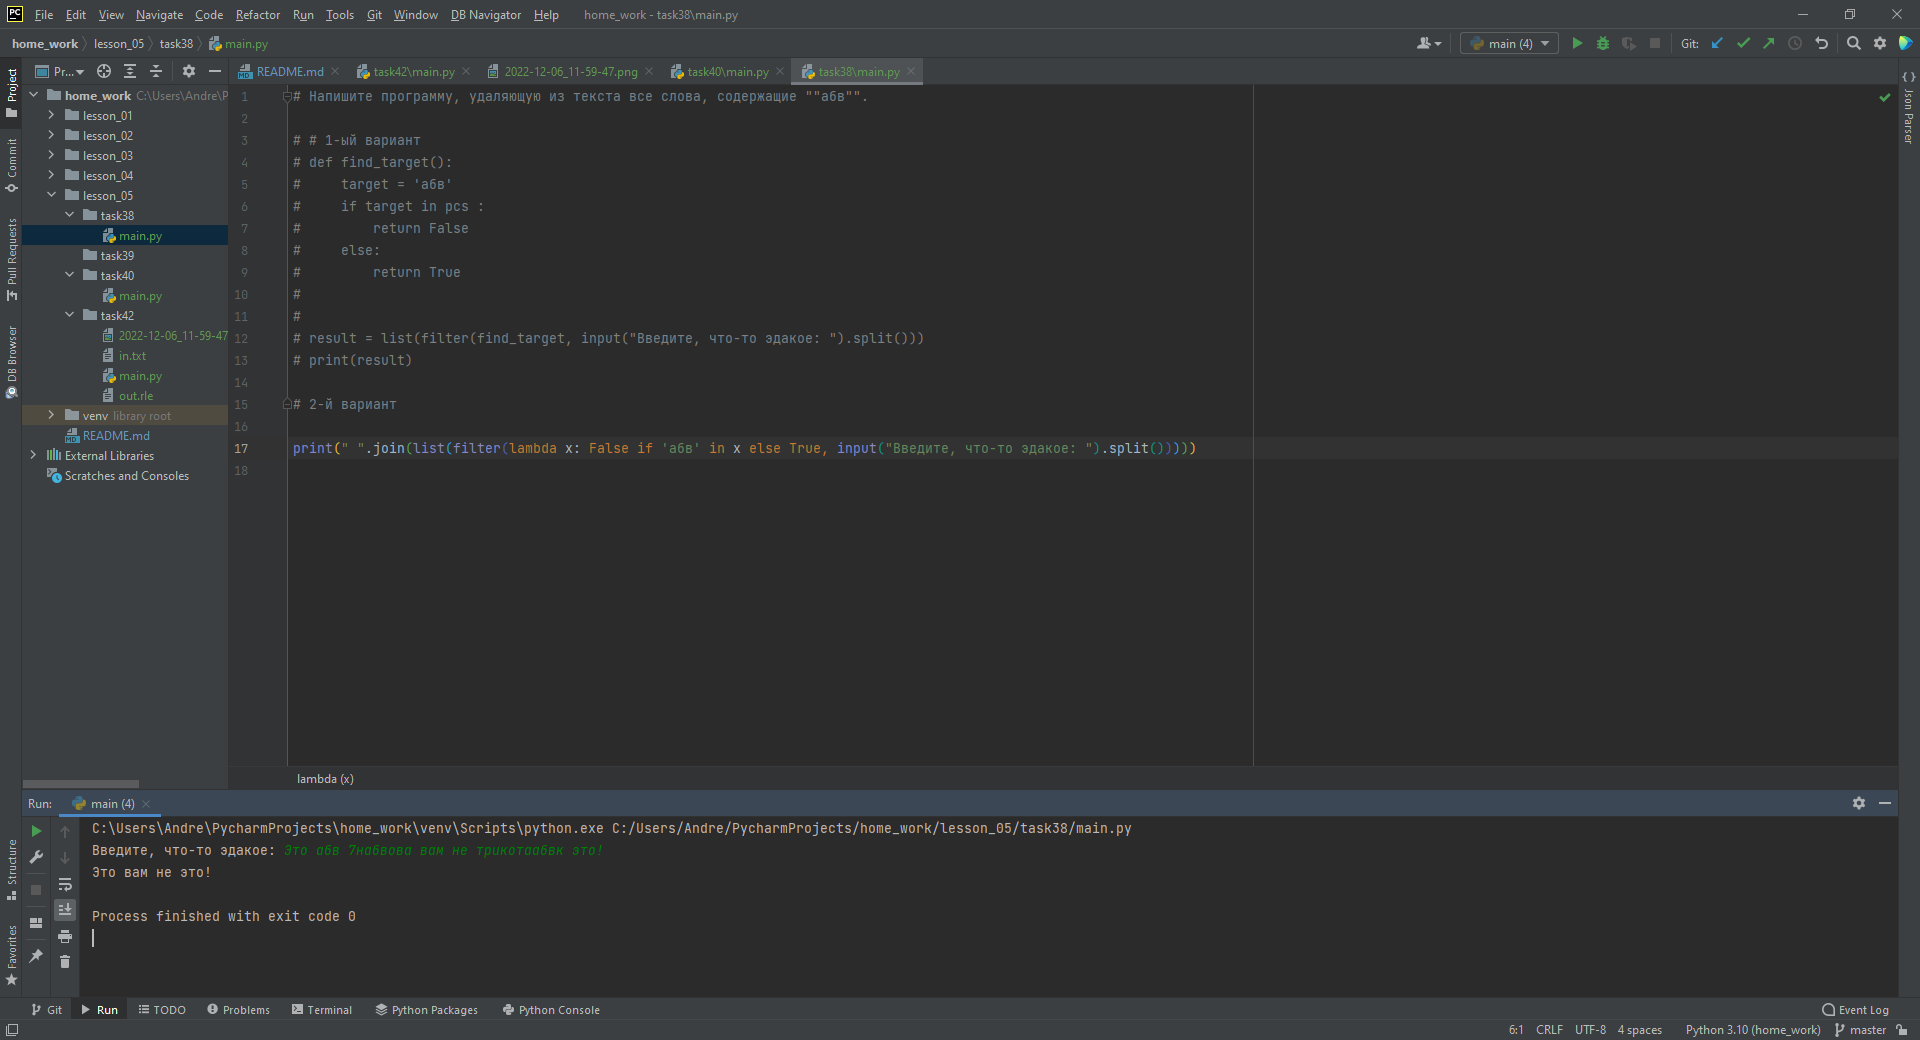 PC File Edit View Navigate Code Refactor Run Tools Git Window DB Navigator Help home_work - task38\main.py
home_work lesson_05 task38 main.py main (4) Git:
Pr... README.md task42\main.py 2022-12-06_11-59-47.png task40\main.py task38\main.py
Project
Commit
Pull Requests
DB Browser
Structure
Favorites
Json Parser
home_work C:\Users\Andre\P
lesson_01
lesson_02
lesson_03
lesson_04
lesson_05
task38
main.py
task39
task40
main.py
task42
2022-12-06_11-59-47
in.txt
main.py
out.rle
venv library root
README.md
External Libraries
Scratches and Consoles
1 # Напишите программу, удаляющую из текста все слова, содержащие ""абв"".
2
3 # # 1-ый вариант
4 # def find_target():
5 #     target = 'абв'
6 #     if target in pcs :
7 #         return False
8 #     else:
9 #         return True
10 #
11 #
12 # result = list(filter(find_target, input("Введите, что-то эдакое: ").split()))
13 # print(result)
14
15 # 2-й вариант
16
17 print(" ".join(list(filter(lambda x: False if 'абв' in x else True, input("Введите, что-то эдакое: ").split()))))
18
lambda (x)
Run: main (4)
C:\Users\Andre\PycharmProjects\home_work\venv\Scripts\python.exe C:/Users/Andre/PycharmProjects/home_work/lesson_05/task38/main.py
Введите, что-то эдакое: Это абв 7набвова вам не трикотаабвк это!
Это вам не это!
Process finished with exit code 0
Git Run TODO Problems Terminal Python Packages Python Console Event Log
6:1 CRLF UTF-8 4 spaces Python 3.10 (home_work) master